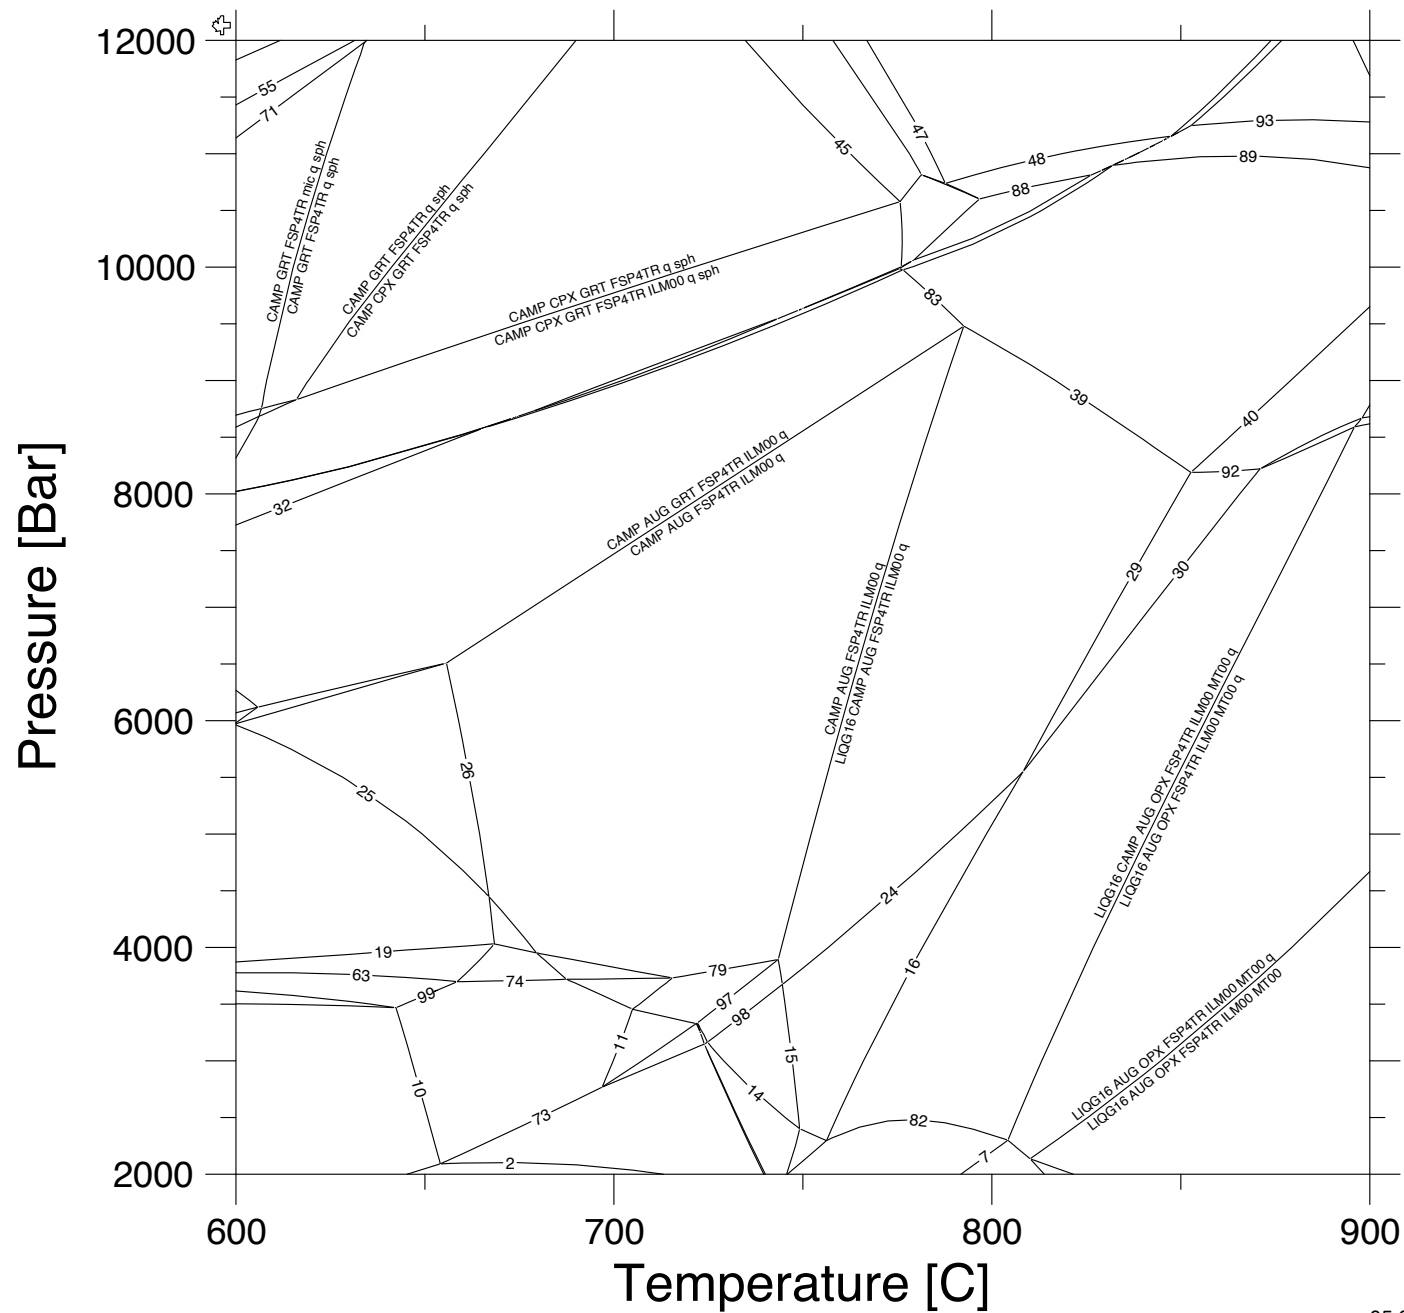 12000
10000
8000
6000
4000
2000
Pressure [Bar]
600
700
800
900
Temperature [C]
55
71
45
47
48
93
88
89
83
32
39
40
92
29
30
26
25
24
19
63
74
99
79
97
98
11
15
16
10
14
73
82
2
7
CAMP GRT FSP4TR mic q sph
CAMP GRT FSP4TR q sph
CAMP GRT FSP4TR q sph
CAMP CPX GRT FSP4TR q sph
CAMP CPX GRT FSP4TR q sph
CAMP CPX GRT FSP4TR ILM00 q sph
CAMP AUG GRT FSP4TR ILM00 q
CAMP AUG FSP4TR ILM00 q
CAMP AUG FSP4TR ILM00 q
LIQG16 CAMP AUG FSP4TR ILM00 q
LIQG16 CAMP AUG OPX FSP4TR ILM00 MT00 q
LIQG16 AUG OPX FSP4TR ILM00 MT00 q
LIQG16 AUG OPX FSP4TR ILM00 MT00 q
LIQG16 AUG OPX FSP4TR ILM00 MT00